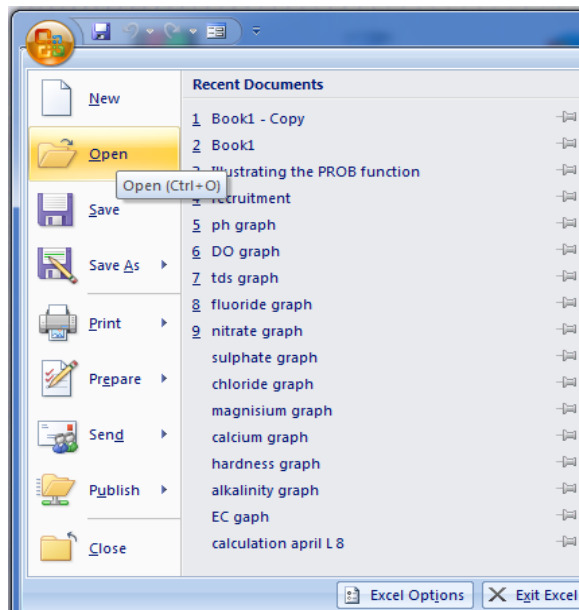 New
Open
Open (Ctrl+O)
Save
Save As
Print
Prepare
Send
Publish
Close
Recent Documents
1 Book1 - Copy
2 Book1
3 Illustrating the PROB function
4 recruitment
5 ph graph
6 DO graph
7 tds graph
8 fluoride graph
9 nitrate graph
sulphate graph
chloride graph
magnisium graph
calcium graph
hardness graph
alkalinity graph
EC gaph
calculation april L 8
Excel Options
Exit Excel